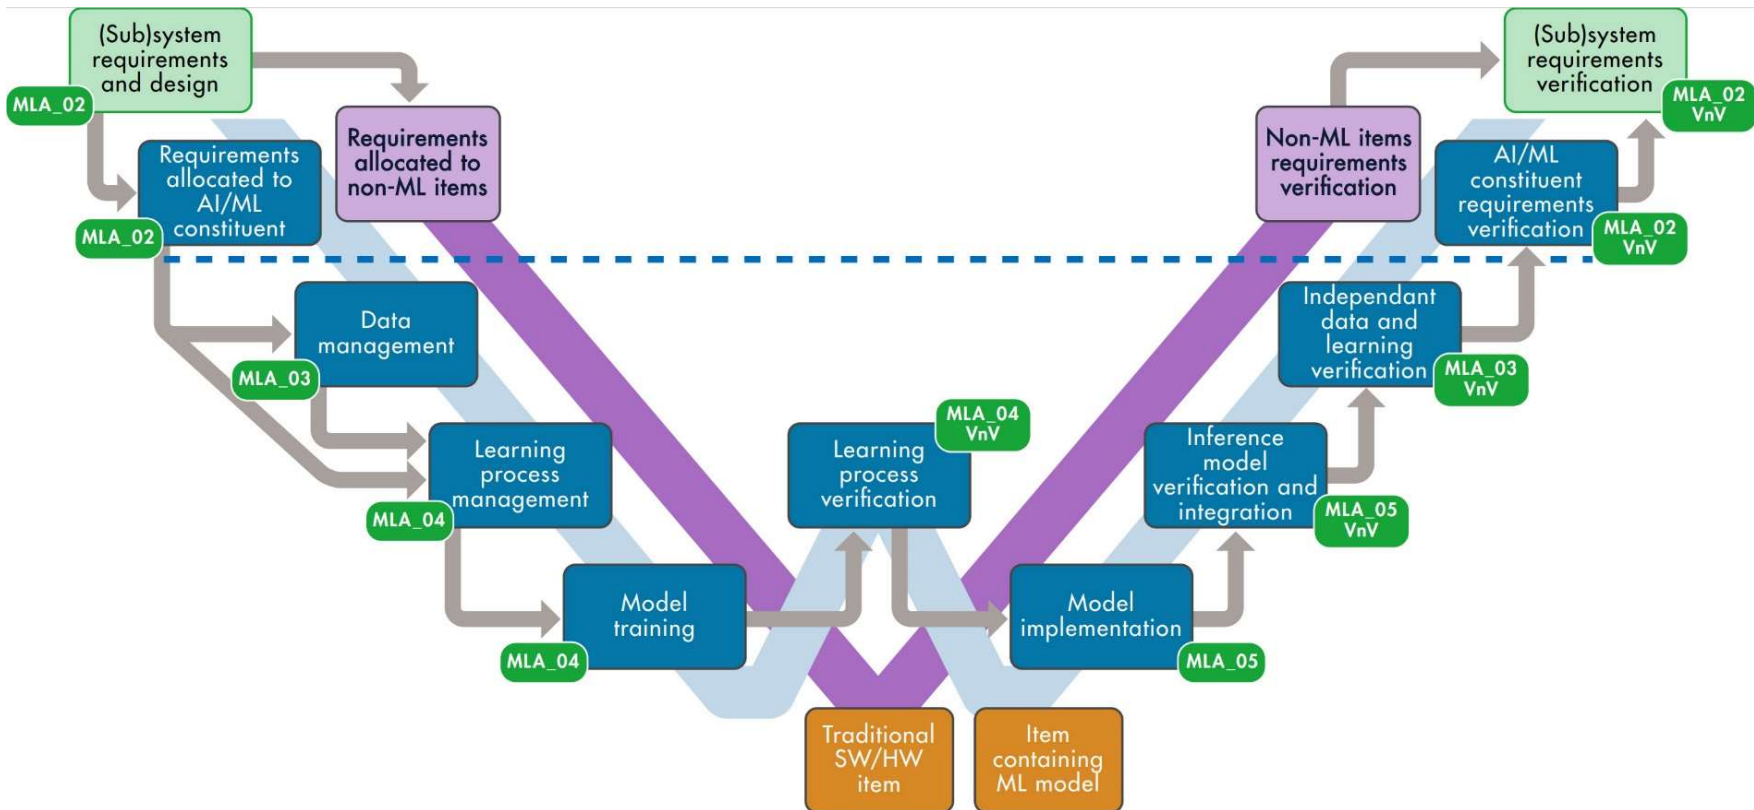 (Sub)system
requirements
and design
MLA_02
Requirements
allocated to
AI/ML
constituent
MLA_02
Requirements
allocated to
non-ML items
Data
management
MLA_03
Learning
process
management
MLA_04
Model
training
MLA_04
Learning
process
verification
MLA_04
VnV
Traditional
SW/HW
item
Item
containing
ML model
Model
implementation
MLA_05
Inference
model
verification and
integration
MLA_05
VnV
Independant
data and
learning
verification
MLA_03
VnV
Non-ML items
requirements
verification
AI/ML
constituent
requirements
verification
MLA_02
VnV
(Sub)system
requirements
verification
MLA_02
VnV